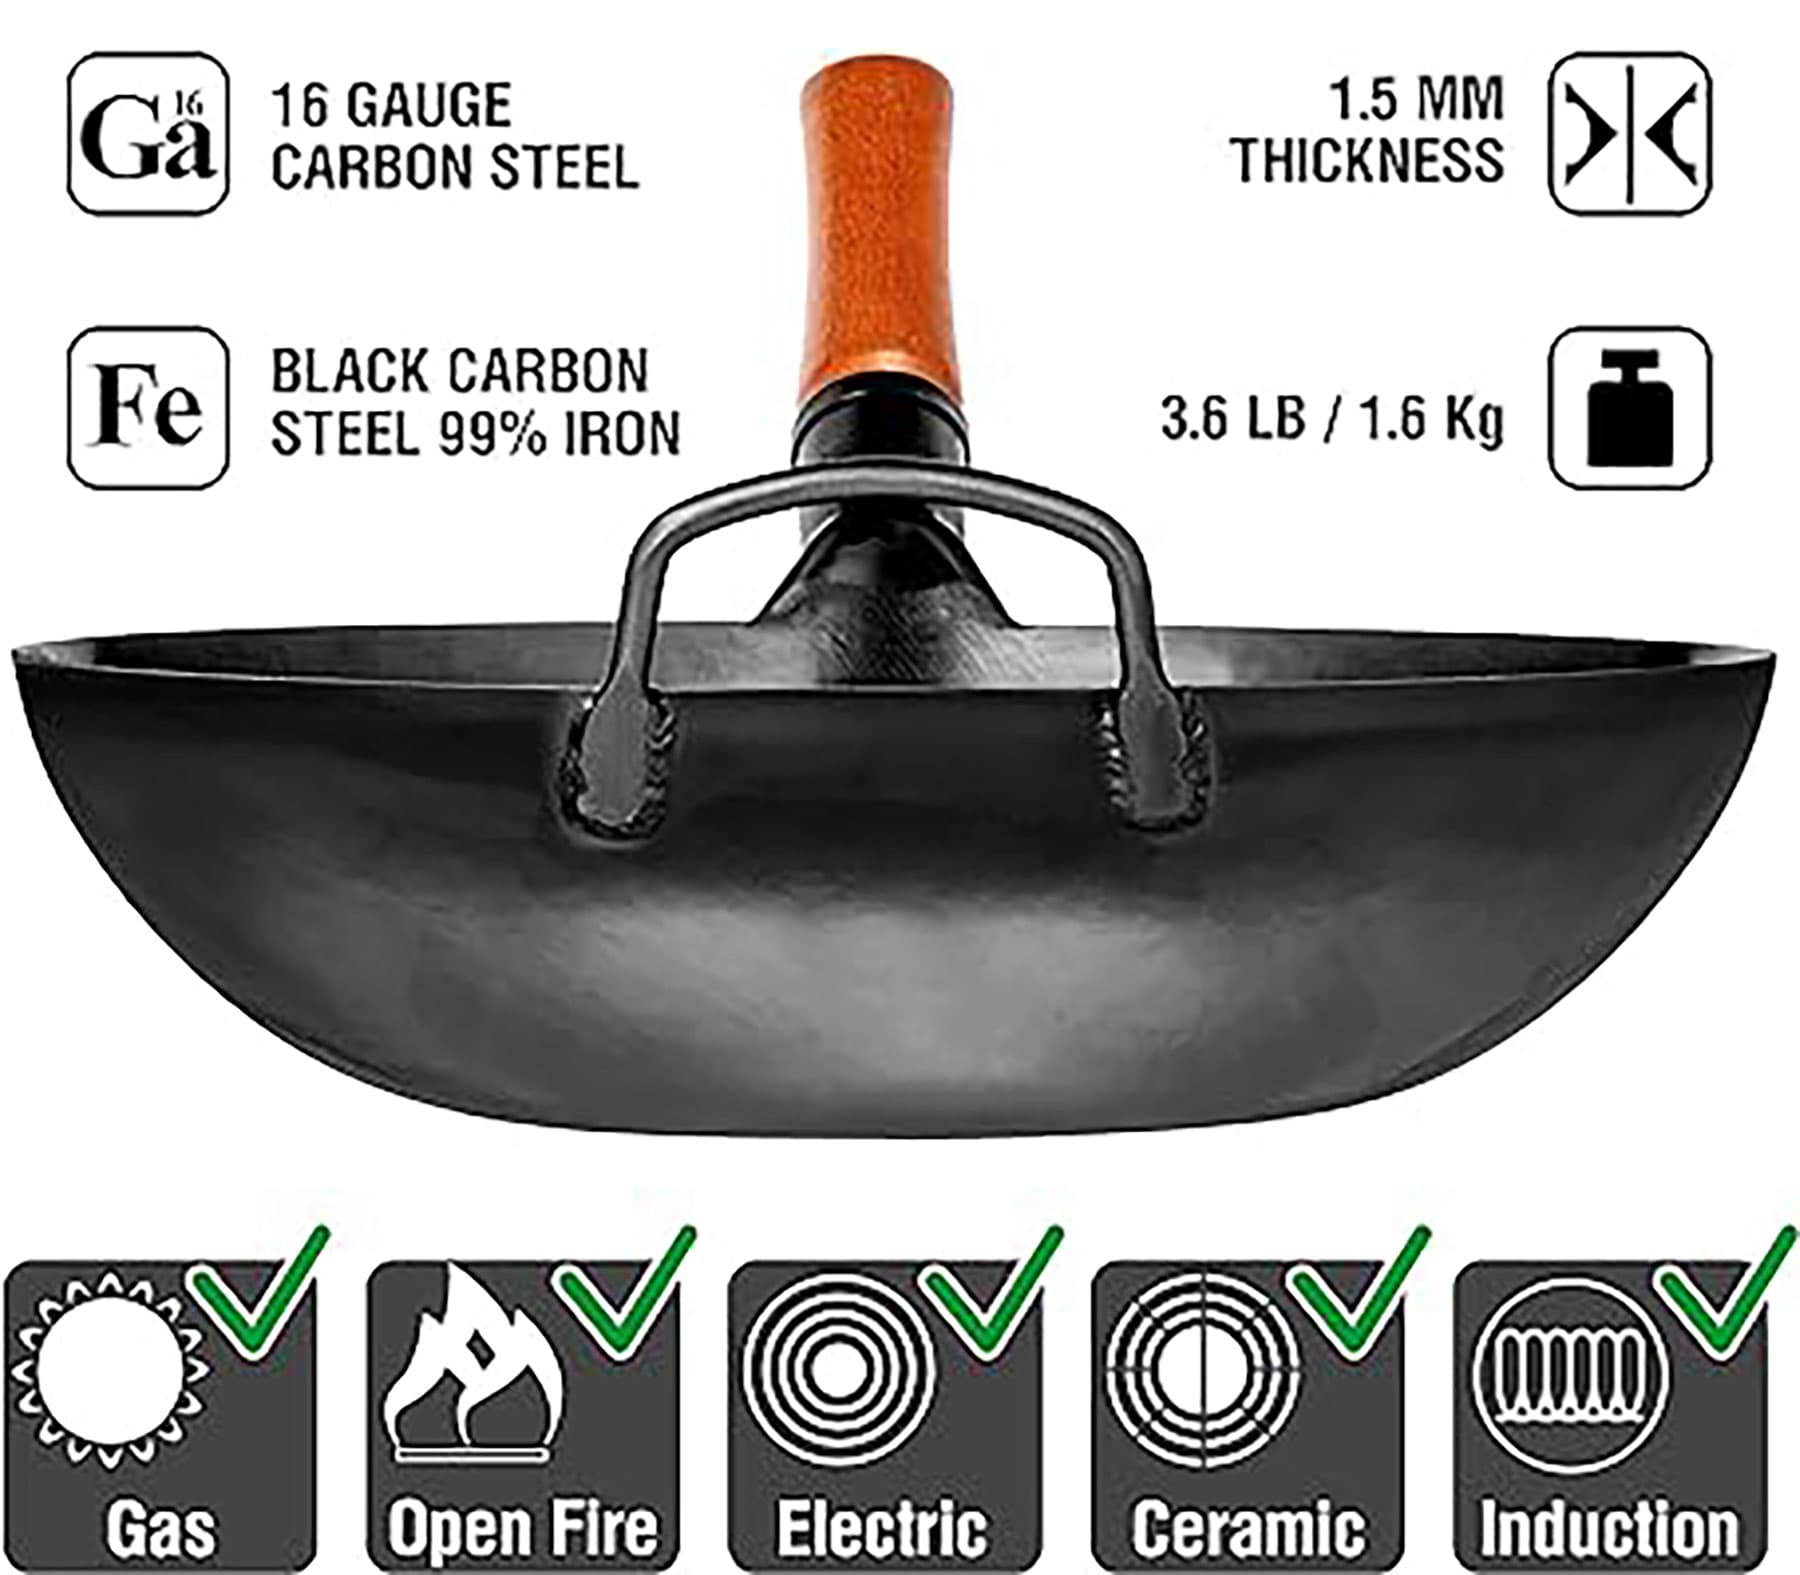 Ga 16
16 GAUGE
CARBON STEEL
1.5 MM
THICKNESS
Fe
BLACK CARBON
STEEL 99% IRON
3.6 LB / 1.6 Kg
Gas
Open Fire
Electric
Ceramic
Induction